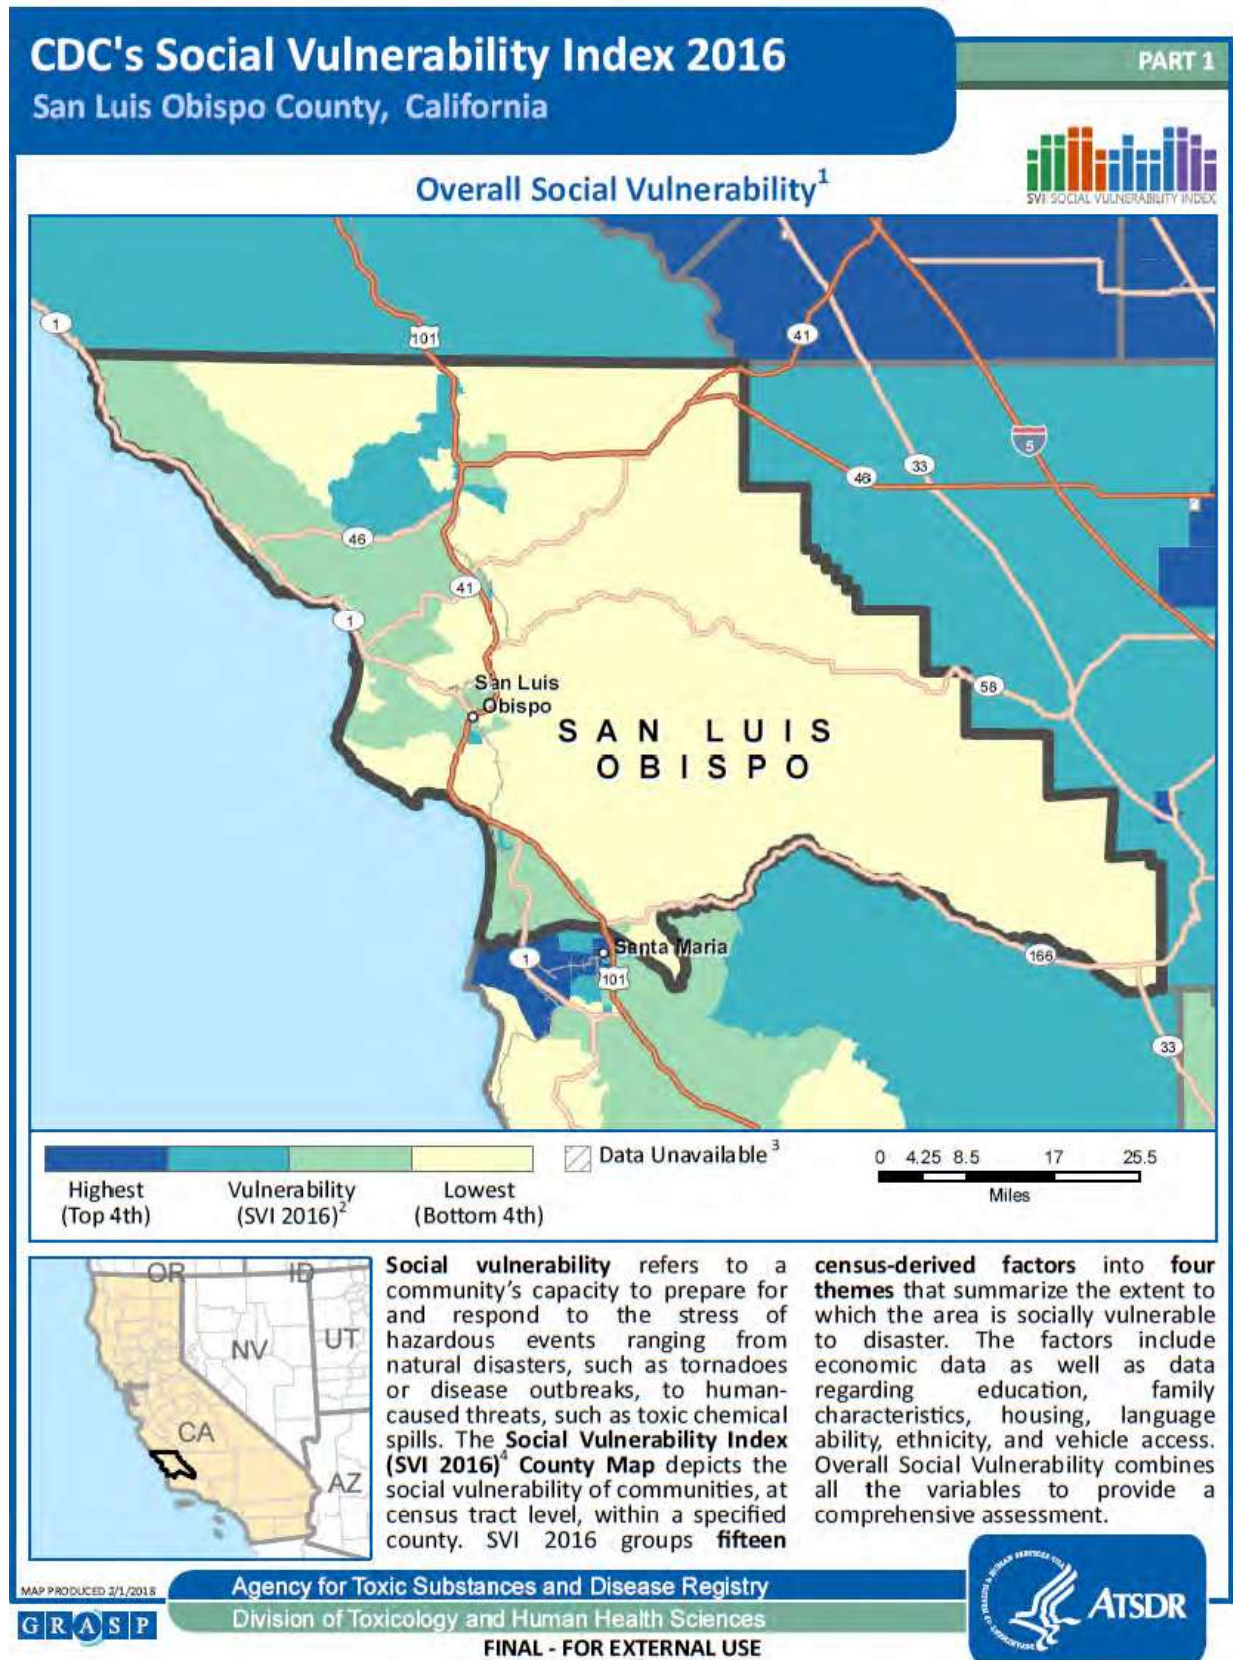 CDC's Social Vulnerability Index 2016
PART 1
San Luis Obispo County, California
Overall Social Vulnerability1
SVI SOCIAL VULNERABILITY INDEX
1
101
41
5
33
46
46
41
1
San Luis
Obispo
58
SAN LUIS
OBISPO
Santa Maria
1
101
166
33
Data Unavailable3
Highest
(Top 4th)
Vulnerability
(SVI 2016)2
Lowest
(Bottom 4th)
0 4.25 8.5 17 25.5
Miles
OR
ID
NV
UT
CA
AZ
Social vulnerability refers to a
community's capacity to prepare for
and respond to the stress of
hazardous events ranging from
natural disasters, such as tornadoes
or disease outbreaks, to human-
caused threats, such as toxic chemical
spills. The Social Vulnerability Index
(SVI 2016)4 County Map depicts the
social vulnerability of communities, at
census tract level, within a specified
county. SVI 2016 groups fifteen
census-derived factors into four
themes that summarize the extent to
which the area is socially vulnerable
to disaster. The factors include
economic data as well as data
regarding education, family
characteristics, housing, language
ability, ethnicity, and vehicle access.
Overall Social Vulnerability combines
all the variables to provide a
comprehensive assessment.
MAP PRODUCED 2/1/2018
GRASP
Agency for Toxic Substances and Disease Registry
Division of Toxicology and Human Health Sciences
FINAL - FOR EXTERNAL USE
ATSDR